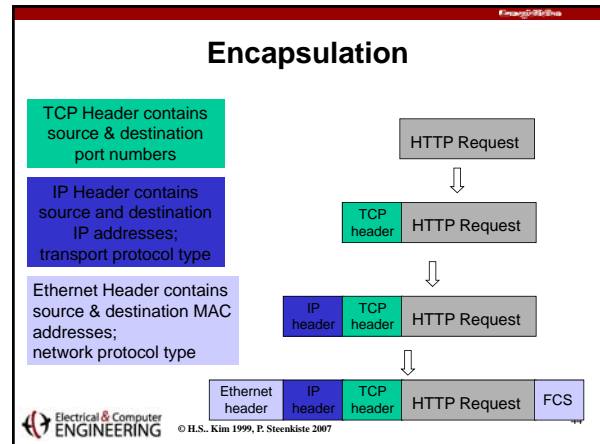 Carnegie Mellon
Encapsulation
TCP Header contains
source & destination
port numbers
IP Header contains
source and destination
IP addresses;
transport protocol type
Ethernet Header contains
source & destination MAC
addresses;
network protocol type
HTTP Request
TCP
header
HTTP Request
IP
header
TCP
header
HTTP Request
Ethernet
header
IP
header
TCP
header
HTTP Request
FCS
Electrical & Computer
ENGINEERING
© H.S.. Kim 1999, P. Steenkiste 2007